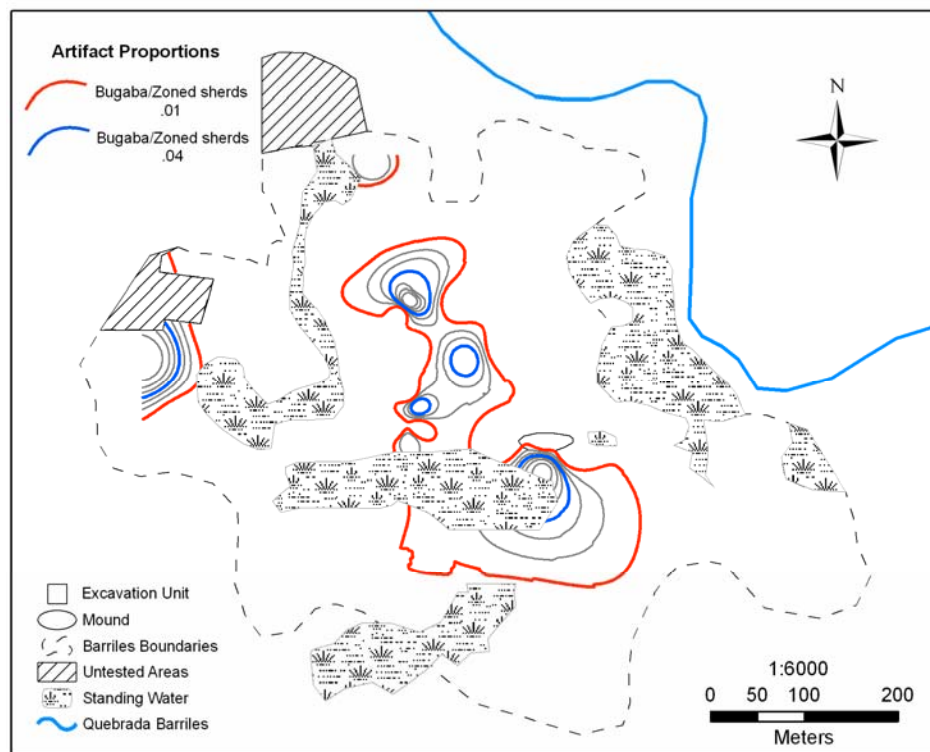 Artifact Proportions
Bugaba/Zoned sherds
.01
Bugaba/Zoned sherds
.04
N
Excavation Unit
Mound
Barriles Boundaries
Untested Areas
Standing Water
Quebrada Barriles
1:6000
0 50 100 200
Meters